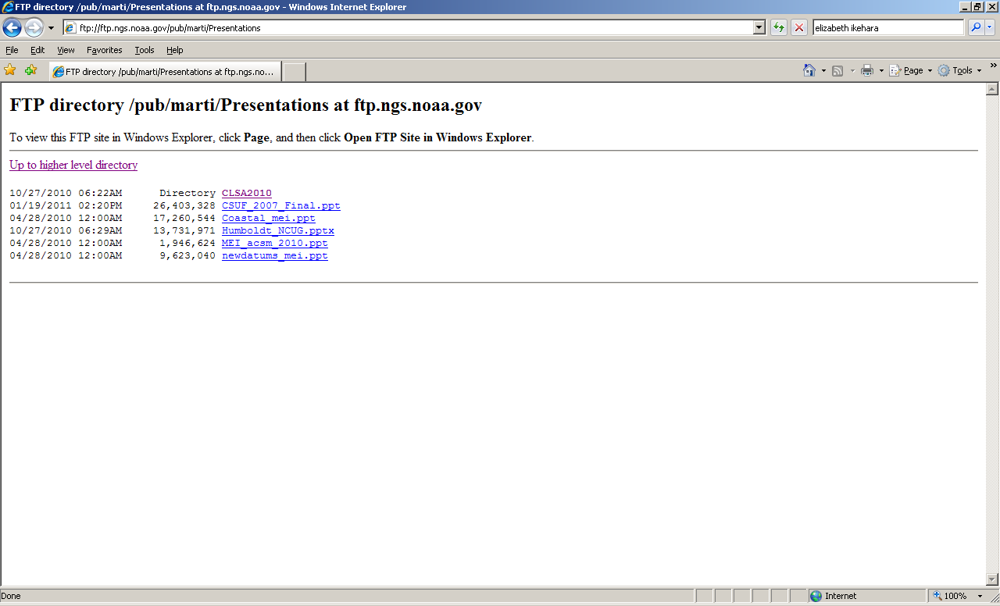 FTP directory /pub/marti/Presentations at ftp.ngs.noaa.gov - Windows Internet Explorer
ftp://ftp.ngs.noaa.gov/pub/marti/Presentations elizabeth ikehara
File Edit View Favorites Tools Help
FTP directory /pub/marti/Presentations at ftp.ngs.no... Page Tools »
FTP directory /pub/marti/Presentations at ftp.ngs.noaa.gov
To view this FTP site in Windows Explorer, click Page, and then click Open FTP Site in Windows Explorer.
Up to higher level directory
10/27/2010 06:22AM Directory CLSA2010
01/19/2011 02:20PM 26,403,328 CSUF_2007_Final.ppt
04/28/2010 12:00AM 17,260,544 Coastal_mei.ppt
10/27/2010 06:29AM 13,731,971 Humboldt_NCUG.pptx
04/28/2010 12:00AM 1,946,624 MEI_acsm_2010.ppt
04/28/2010 12:00AM 9,623,040 newdatums_mei.ppt
Done Internet 100%